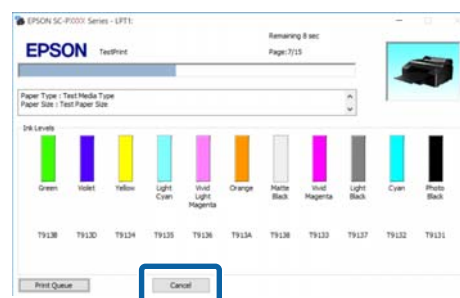 EPSON SC-PXXXX Series - LPT1:
Remaining 8 sec
EPSON TestPrint Page:7/15
Paper Type : Test Media Type
Paper Size : Test Paper Size
Ink Levels
Green Violet Yellow Light Cyan Vivid Light Magenta Orange Matte Black Vivid Magenta Light Black Cyan Photo Black
T913B T913D T9134 T9135 T9136 T913A T9138 T9133 T9137 T9132 T9131
Print Queue Cancel